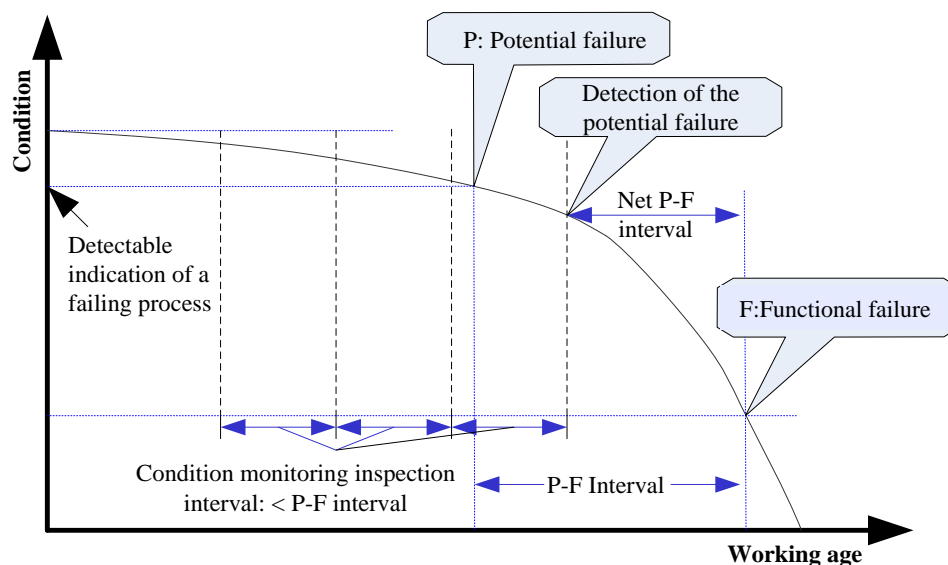 P: Potential failure
Condition
Detection of the
potential failure
Net P-F
interval
Detectable
indication of a
failing process
F:Functional failure
Condition monitoring inspection
interval: < P-F interval
P-F Interval
Working age